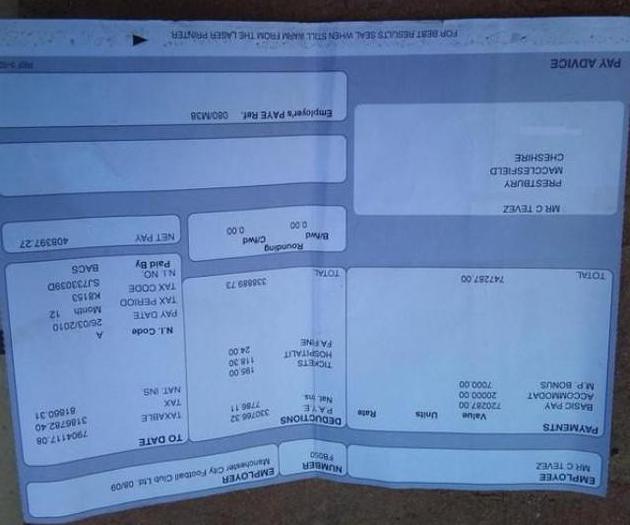 EMPLOYEE
MR C TEVEZ
NUMBER
FB050
EMPLOYER
Manchester City Football Club Ltd. 08/09
PAYMENTS Value Units Rate
BASIC PAY 720287.00
ACCOMMODAT 20000.00
M.P. BONUS 7000.00
TOTAL 747287.00
DEDUCTIONS
P A Y E 330766.32
Nat. Ins. 7786.11
TICKETS 195.00
HOSPITALIT 118.30
FA FINE 24.00
TOTAL 338889.73
TO DATE
TAXABLE 7904117.08
TAX 3186782.40
NAT. INS 81860.31
N.I. Code A
PAY DATE 26/03/2010
TAX PERIOD Month 12
TAX CODE K8153
N.I. NO. SJ733039D
Paid By BACS
Rounding
B/fwd C/fwd
0.00 0.00
NET PAY 408397.27
MR C TEVEZ
PRESTBURY
MACCLESFIELD
CHESHIRE
Employer's PAYE Ref. 080/M38
PAY ADVICE
FOR BEST RESULTS SEAL WHEN STILL WARM FROM THE LASER PRINTER